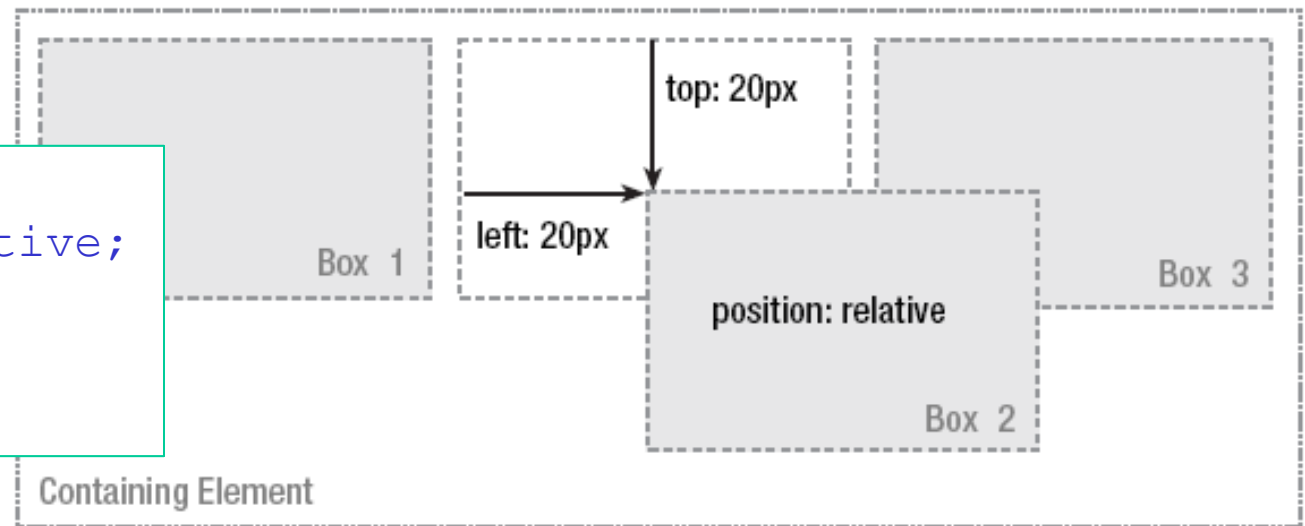 top: 20px
tive;
left: 20px
Box 1
Box 3
position: relative
Box 2
Containing Element